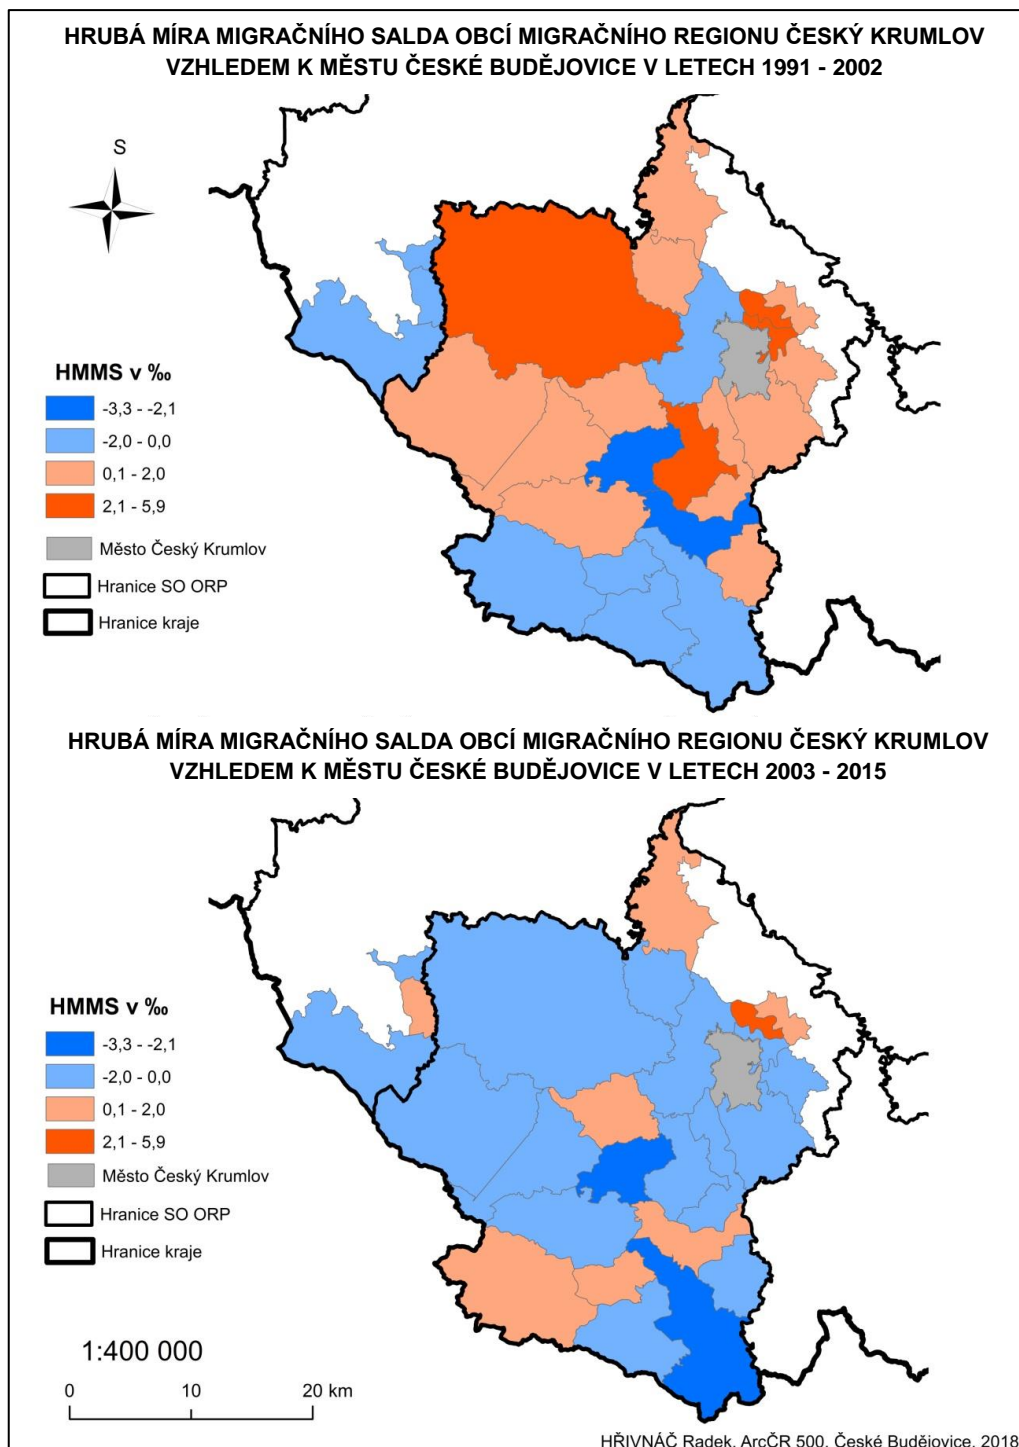 HRUBÁ MÍRA MIGRAČNÍHO SALDA OBCÍ MIGRAČNÍHO REGIONU ČESKÝ KRUMLOV
VZHLEDEM K MĚSTU ČESKÉ BUDĚJOVICE V LETECH 1991 - 2002
S
HMMS v ‰
-3,3 - -2,1
-2,0 - 0,0
0,1 - 2,0
2,1 - 5,9
Město Český Krumlov
Hranice SO ORP
Hranice kraje
HRUBÁ MÍRA MIGRAČNÍHO SALDA OBCÍ MIGRAČNÍHO REGIONU ČESKÝ KRUMLOV
VZHLEDEM K MĚSTU ČESKÉ BUDĚJOVICE V LETECH 2003 - 2015
HMMS v ‰
-3,3 - -2,1
-2,0 - 0,0
0,1 - 2,0
2,1 - 5,9
Město Český Krumlov
Hranice SO ORP
Hranice kraje
1:400 000
0 10 20 km
HŘIVNÁČ Radek, ArcČR 500, České Budějovice, 2018